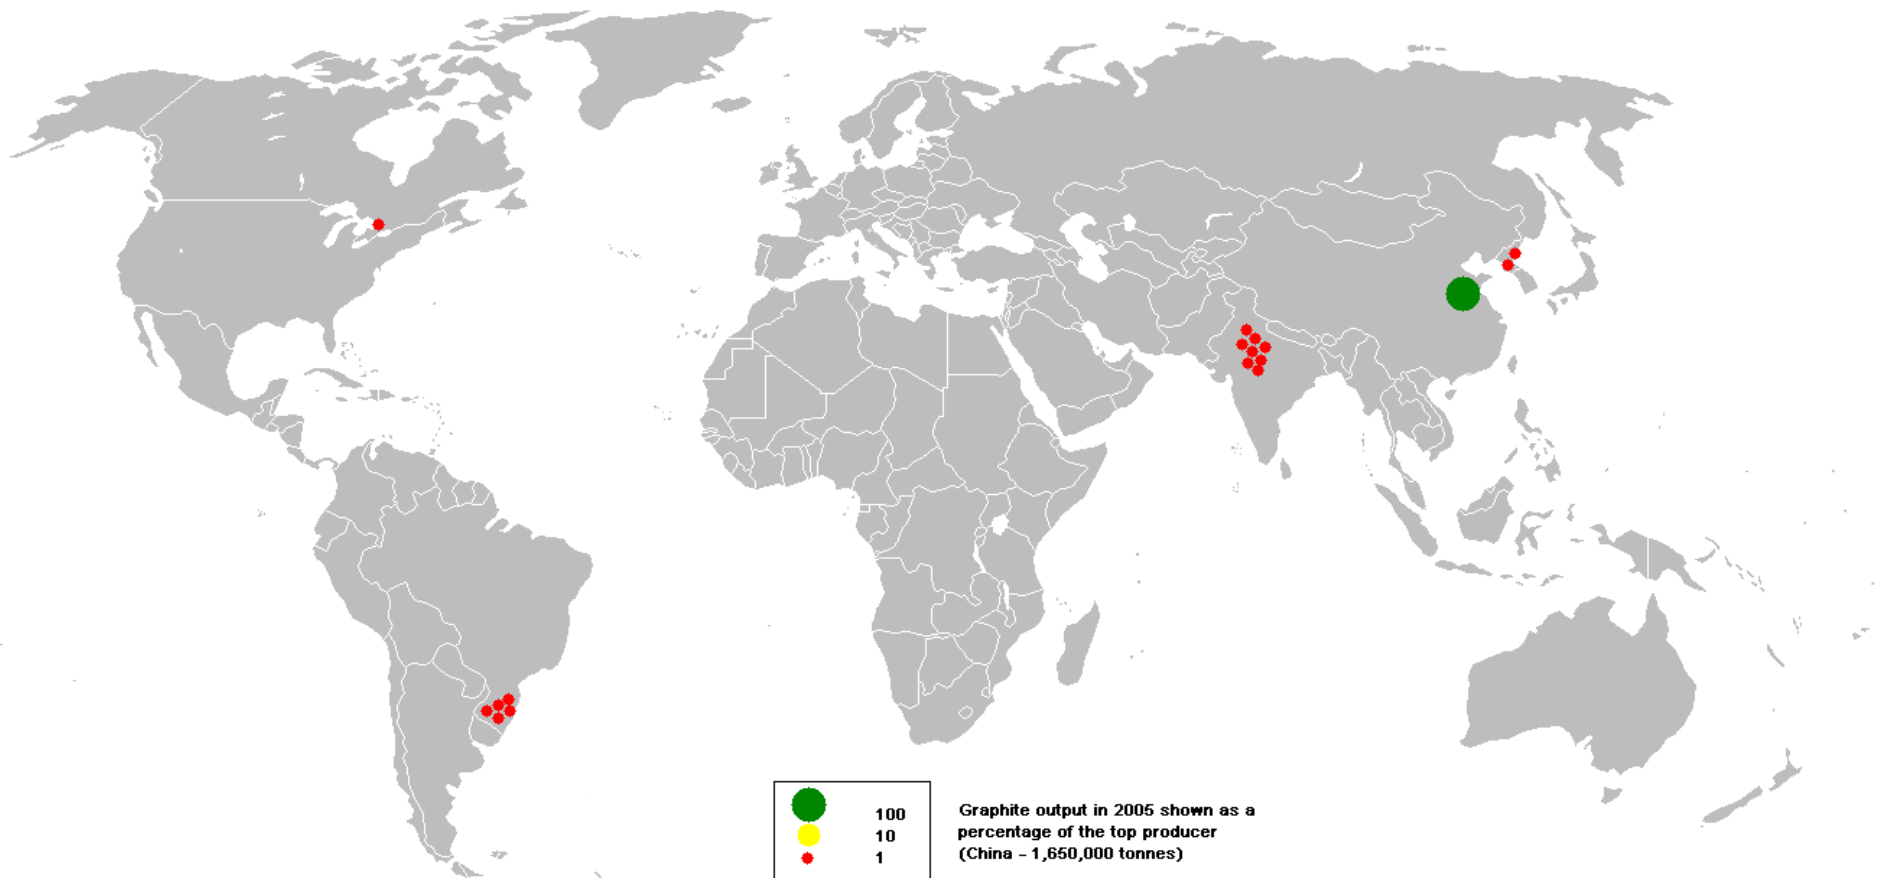 100
10
1
Graphite output in 2005 shown as a
percentage of the top producer
(China - 1,650,000 tonnes)